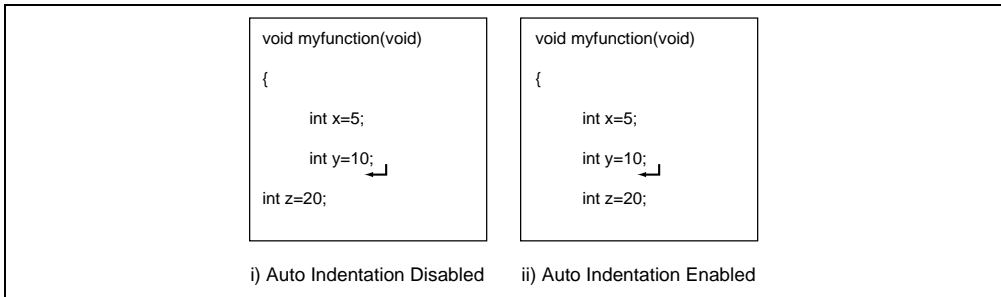 void myfunction(void)
{
int x=5;
int y=10;
int z=20;
i) Auto Indentation Disabled
void myfunction(void)
{
int x=5;
int y=10;
int z=20;
ii) Auto Indentation Enabled